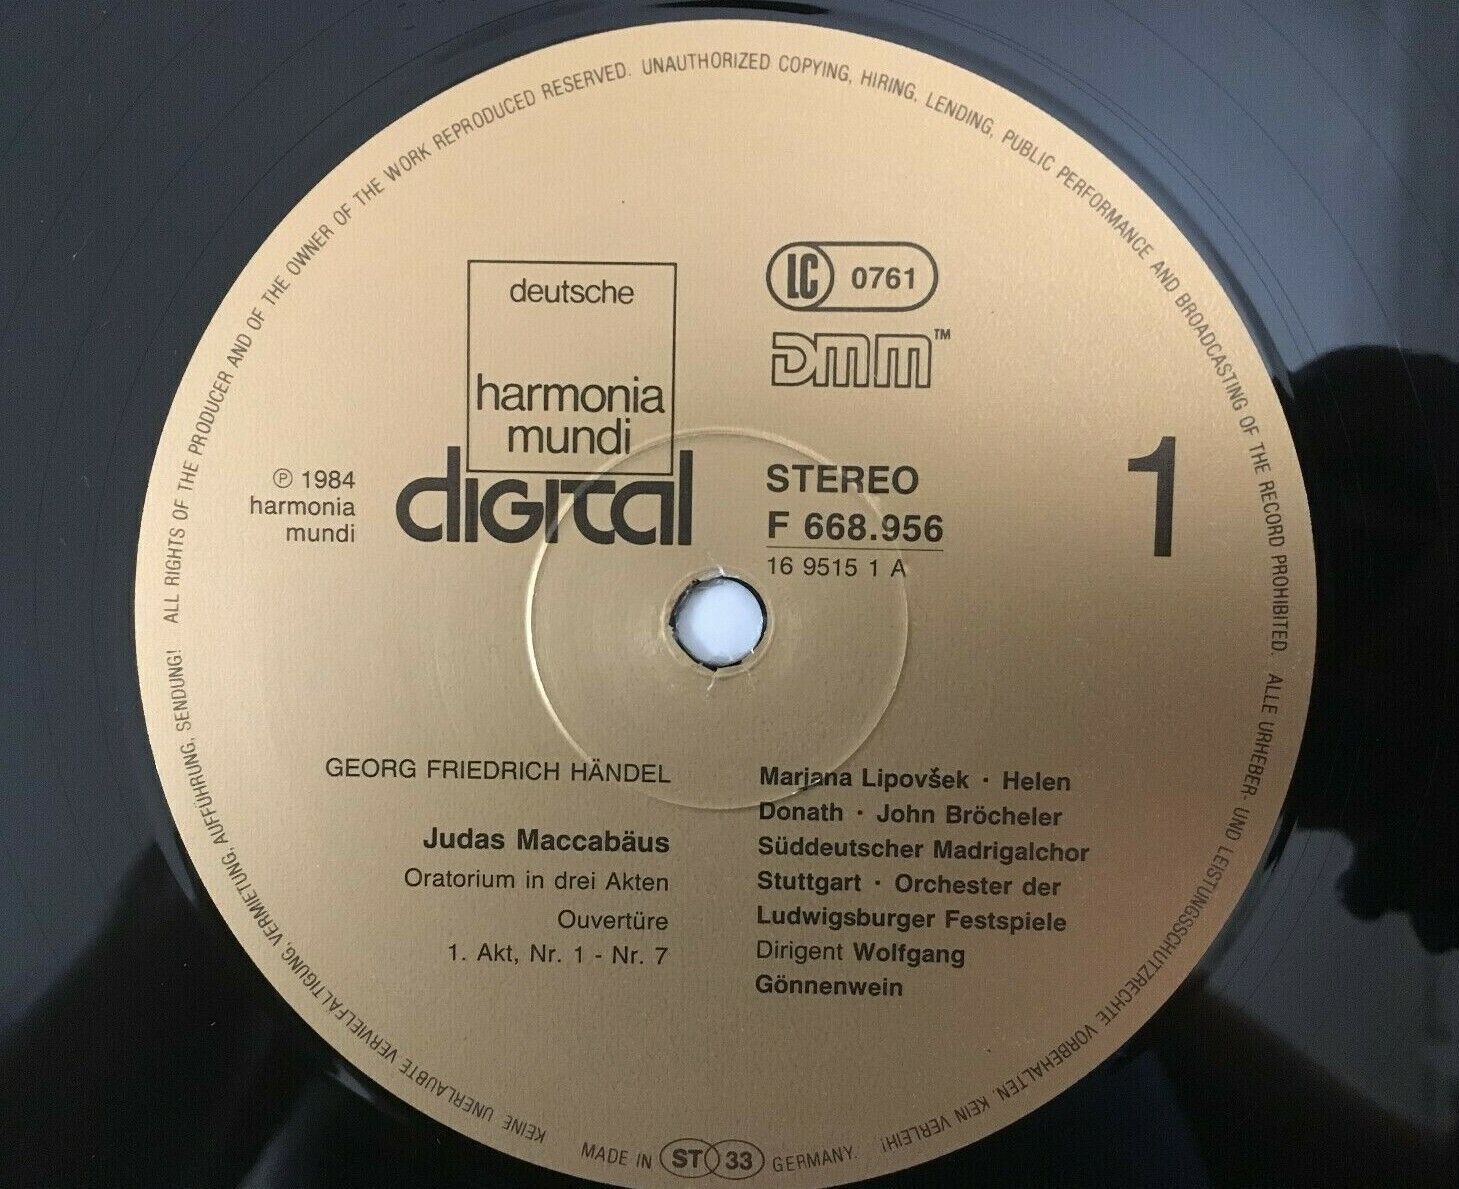 ALL RIGHTS OF THE PRODUCER AND OF THE OWNER OF THE WORK REPRODUCED RESERVED. UNAUTHORIZED COPYING, HIRING, LENDING, PUBLIC PERFORMANCE AND BROADCASTING OF THE RECORD PROHIBITED.
ALLE URHEBER- UND LEISTUNGSSCHUTZRECHTE VORBEHALTEN. KEIN VERLEIH!
KEINE UNERLAUBTE VERVIELFÄLTIGUNG, VERMIETUNG, AUFFÜHRUNG, SENDUNG!
deutsche
harmonia
mundi
digital
℗ 1984
harmonia
mundi
LC 0761
DMM™
STEREO
F 668.956
16 9515 1 A
1
GEORG FRIEDRICH HÄNDEL
Judas Maccabäus
Oratorium in drei Akten
Ouvertüre
1. Akt, Nr. 1 - Nr. 7
Marjana Lipovšek · Helen
Donath · John Bröcheler
Süddeutscher Madrigalchor
Stuttgart · Orchester der
Ludwigsburger Festspiele
Dirigent Wolfgang
Gönnenwein
MADE IN ST 33 GERMANY.